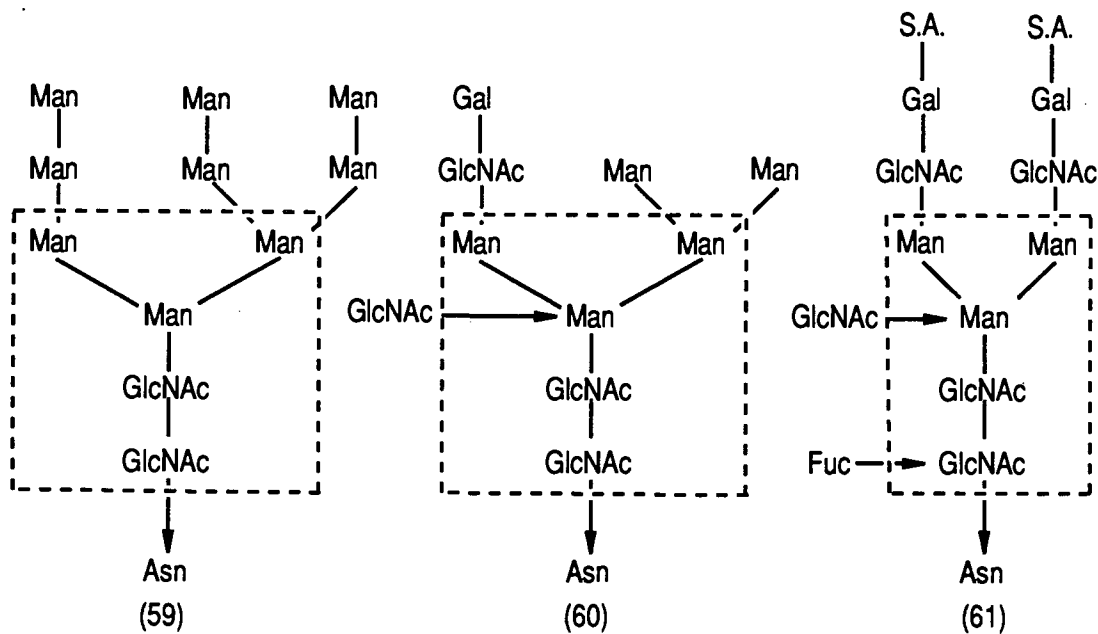 S.A. S.A.
Man Man Man Gal Gal Gal
Man Man Man GlcNAc Man Man GlcNAc GlcNAc
Man Man Man Man Man Man
Man GlcNAc Man GlcNAc Man
GlcNAc GlcNAc GlcNAc
GlcNAc GlcNAc Fuc GlcNAc
Asn Asn Asn
(59) (60) (61)